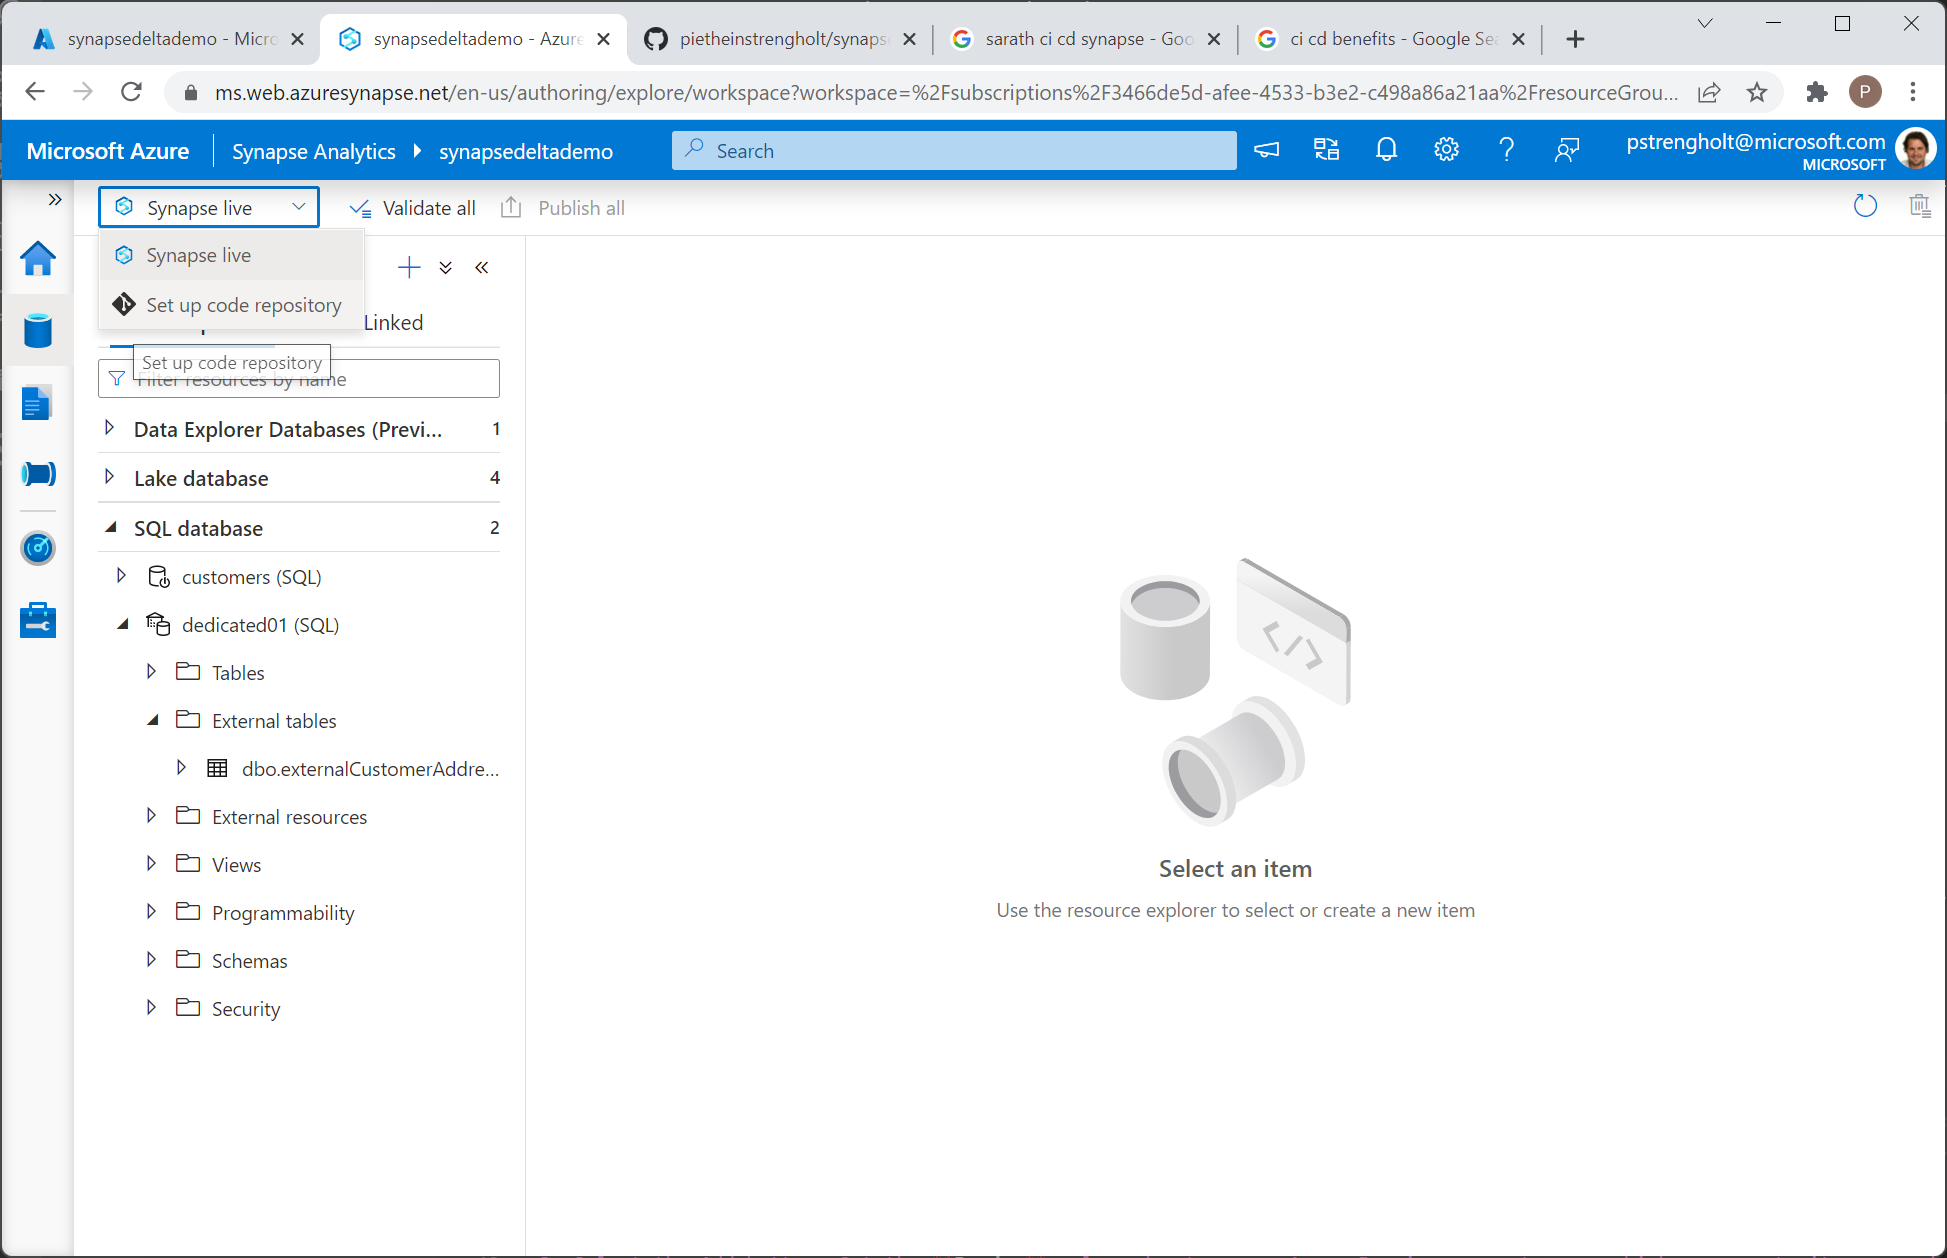 synapsedeltademo - Micro
synapsedeltademo - Azure
pietheinstrengholt/synaps
sarath ci cd synapse - Goo
ci cd benefits - Google Sea
ms.web.azuresynapse.net/en-us/authoring/explore/workspace?workspace=%2Fsubscriptions%2F3466de5d-afee-4533-b3e2-c498a86a21aa%2FresourceGrou...
P
Microsoft Azure
Synapse Analytics
synapsedeltademo
Search
pstrengholt@microsoft.com
MICROSOFT
Synapse live
Validate all
Publish all
Synapse live
Set up code repository
Linked
Set up code repository
Filter resources by name
Data Explorer Databases (Previ... 1
Lake database 4
SQL database 2
customers (SQL)
dedicated01 (SQL)
Tables
External tables
dbo.externalCustomerAddre...
External resources
Views
Programmability
Schemas
Security
Select an item
Use the resource explorer to select or create a new item